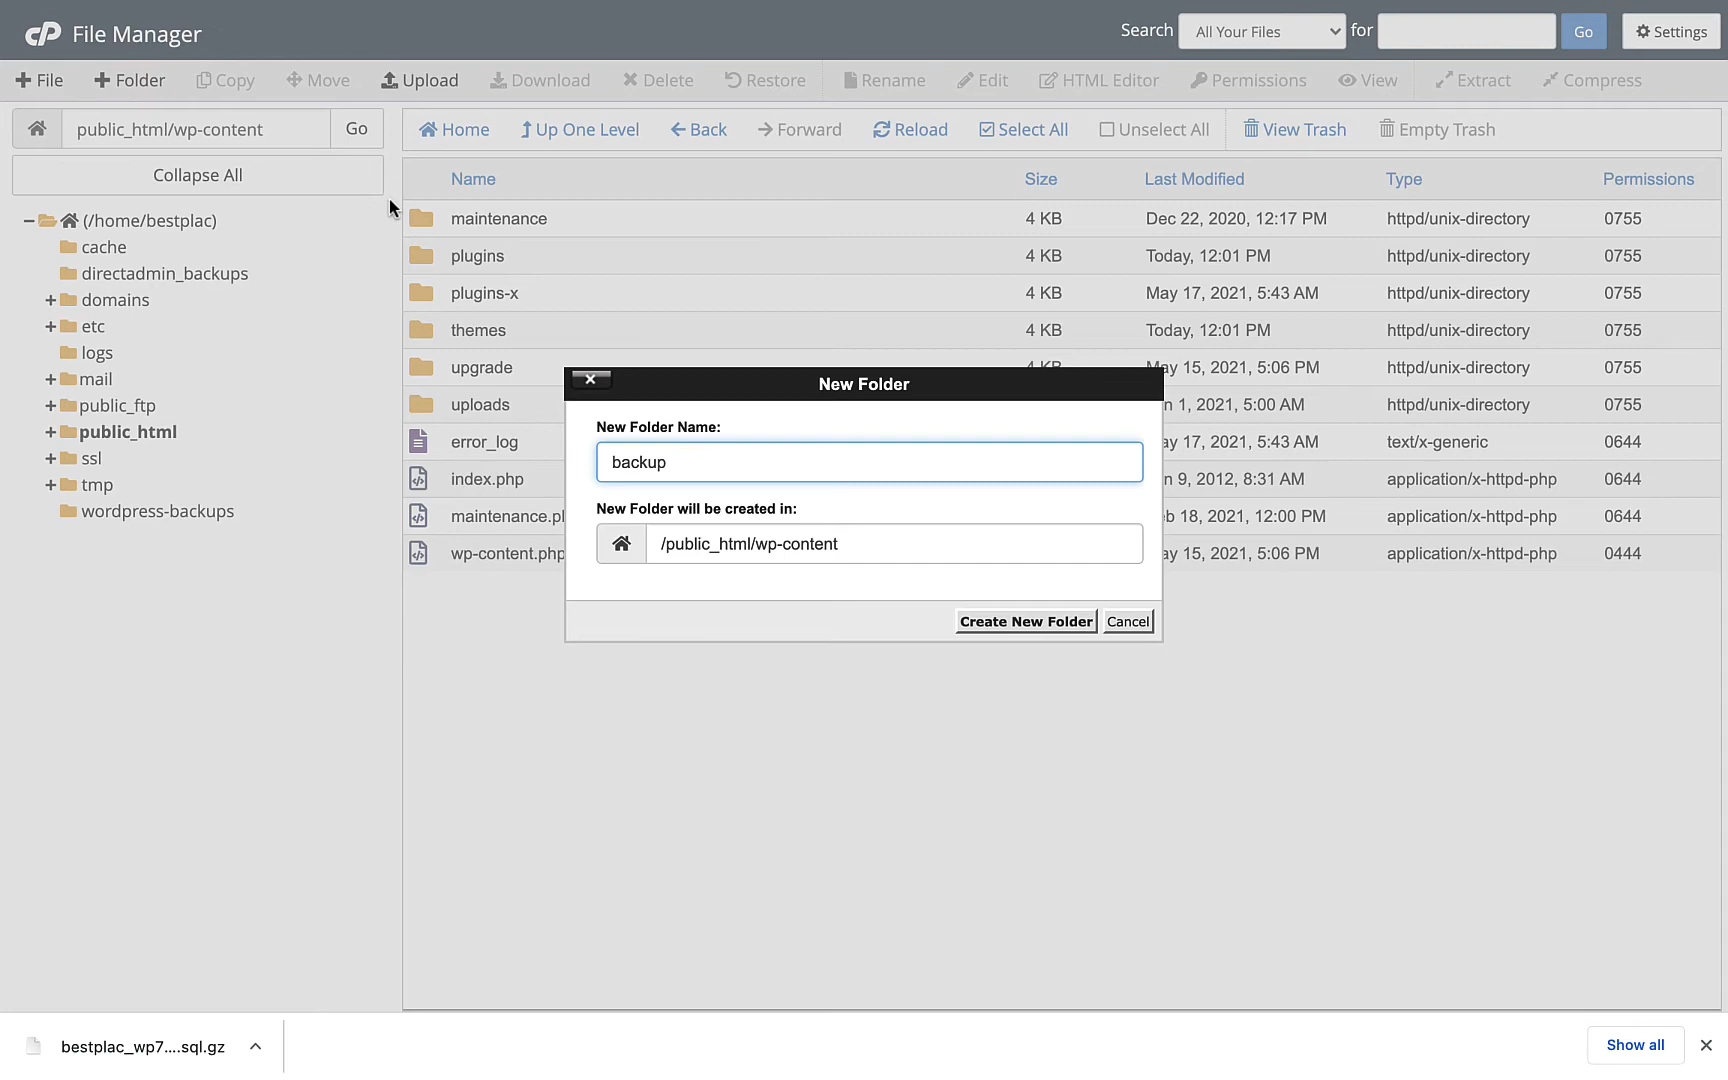 cP File Manager
Search All Your Files for Go Settings
File Folder Copy Move Upload Download Delete Restore Rename Edit HTML Editor Permissions View Extract Compress
public_html/wp-content Go
Home Up One Level Back Forward Reload Select All Unselect All View Trash Empty Trash
Collapse All
Name Size Last Modified Type Permissions
(/home/bestplac)
cache
directadmin_backups
domains
etc
logs
mail
public_ftp
public_html
ssl
tmp
wordpress-backups
maintenance 4 KB Dec 22, 2020, 12:17 PM httpd/unix-directory 0755
plugins 4 KB Today, 12:01 PM httpd/unix-directory 0755
plugins-x 4 KB May 17, 2021, 5:43 AM httpd/unix-directory 0755
themes 4 KB Today, 12:01 PM httpd/unix-directory 0755
upgrade 4 KB May 15, 2021, 5:06 PM httpd/unix-directory 0755
uploads n 1, 2021, 5:00 AM httpd/unix-directory 0755
error_log ay 17, 2021, 5:43 AM text/x-generic 0644
index.php n 9, 2012, 8:31 AM application/x-httpd-php 0644
maintenance.p b 18, 2021, 12:00 PM application/x-httpd-php 0644
wp-content.php ay 15, 2021, 5:06 PM application/x-httpd-php 0444
New Folder
New Folder Name:
backup
New Folder will be created in:
/public_html/wp-content
Create New Folder Cancel
bestplac_wp7....sql.gz
Show all